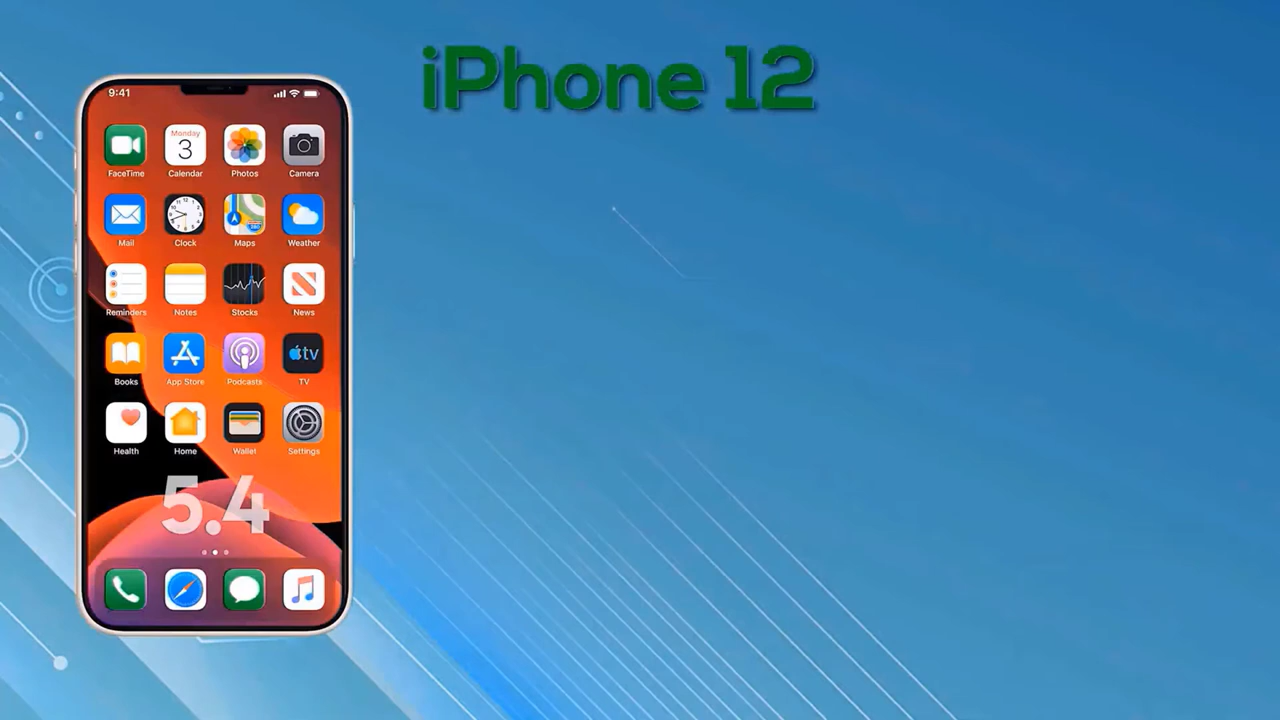 iPhone 12
9:41
Monday
3
FaceTime Calendar Photos Camera
Mail Clock Maps Weather
Reminders Notes Stocks News
tv
Books App Store Podcasts TV
Health Home Wallet Settings
5.4